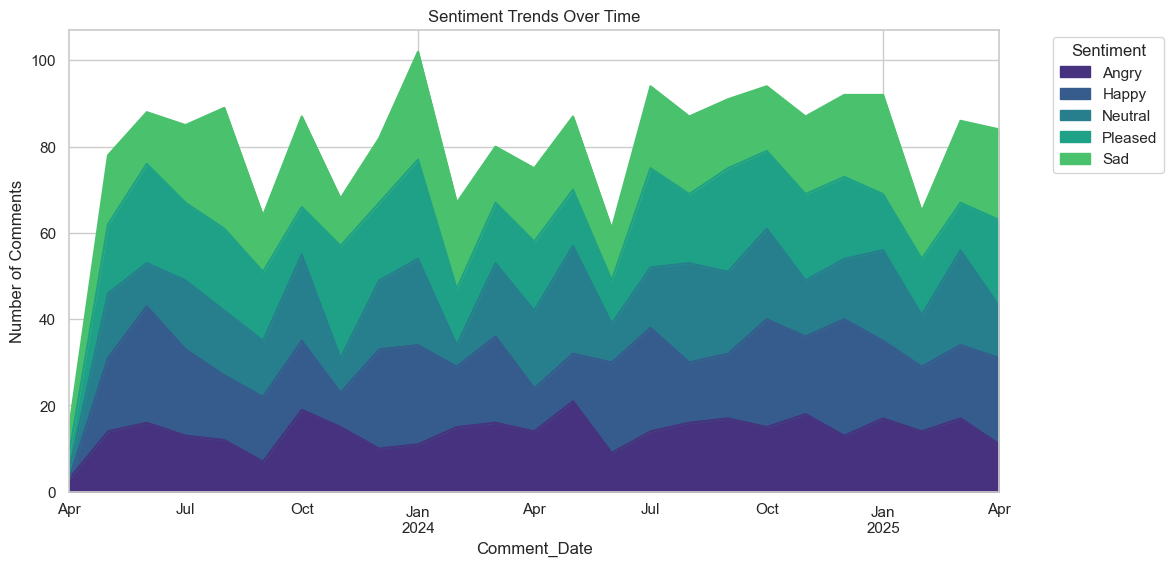 Sentiment Trends Over Time
Number of Comments
100
80
60
40
20
0
Apr Jul Oct Jan Apr Jul Oct Jan Apr
2024 2025
Comment_Date
Sentiment
Angry
Happy
Neutral
Pleased
Sad